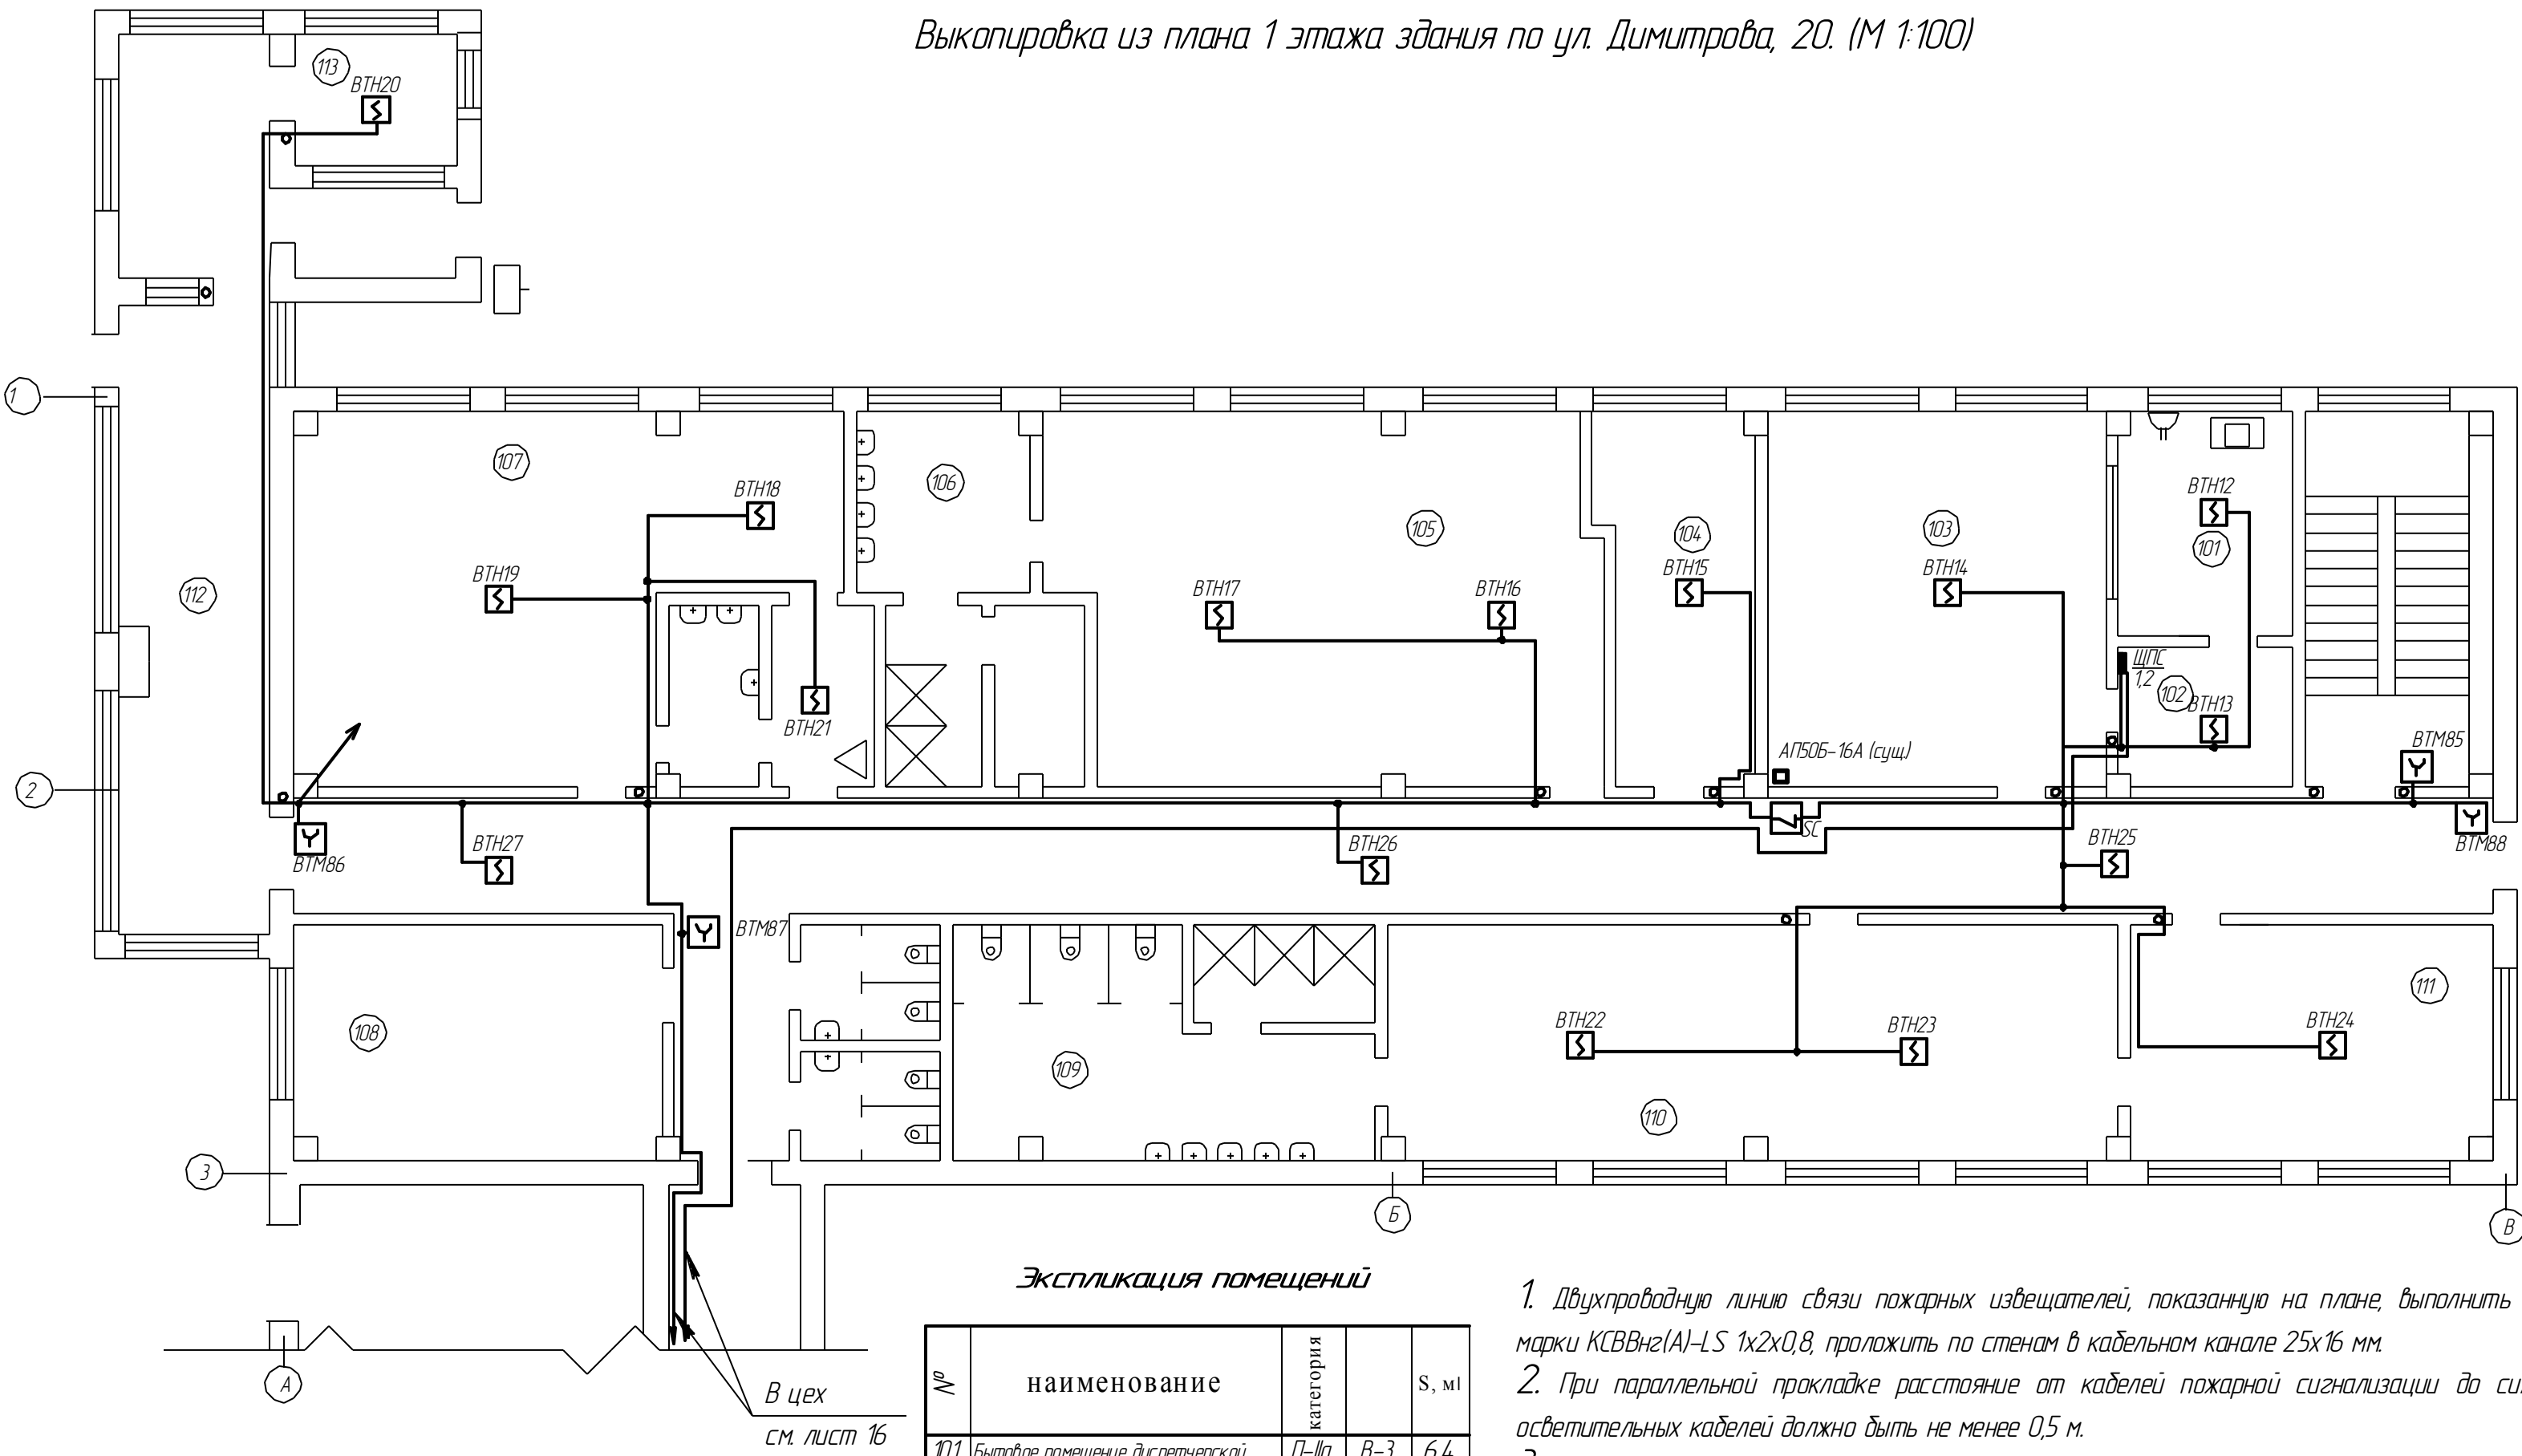 Выкопировка из плана 1 этажа здания по ул. Димитрова, 20. (М 1:100)
113
ВТН20
1
107
ВТН18
106
105
104
103
ВТН12
101
ВТН19
112
ВТН17
ВТН16
ВТН15
ВТН14
ЩПС
1,2
102
ВТН13
ВТН21
АП50Б-16А (сущ.)
ВТМ85
2
SC
ВТМ86
ВТН27
ВТН26
ВТН25
ВТМ88
ВТМ87
108
109
ВТН22
ВТН23
ВТН24
111
110
3
Б
В
А
В цех
см. лист 16
Экспликация помещений
№
наименование
категория
S, мl
101
Бытовое помещение диспетчерской
П-IIа
В-3
6,4
1. Двухпроводную линию связи пожарных извещателей, показанную на плане, выполнить
марки КСВВнг(А)-LS 1х2х0,8, проложить по стенам в кабельном канале 25х16 мм.
2. При параллельной прокладке расстояние от кабелей пожарной сигнализации до
осветительных кабелей должно быть не менее 0,5 м.